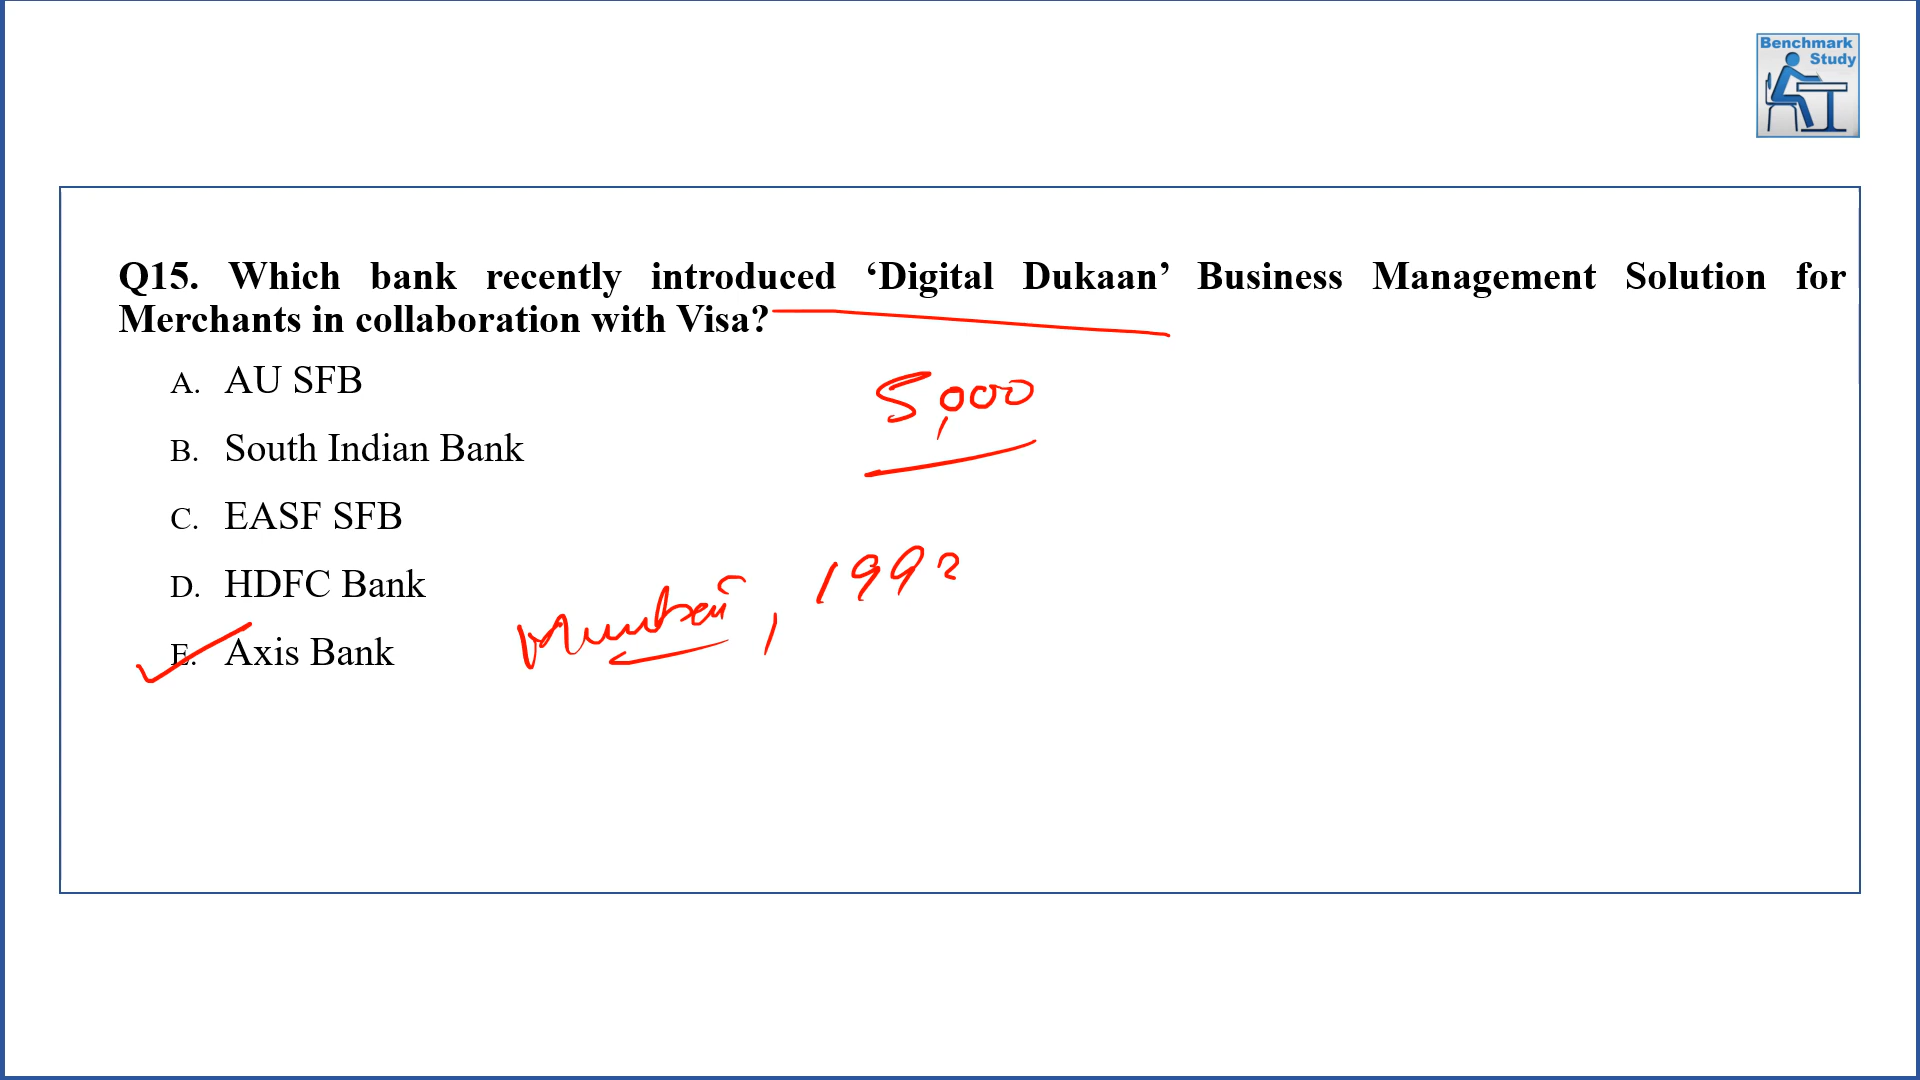 Benchmark
Study
Q15. Which bank recently introduced ‘Digital Dukaan’ Business Management Solution for
Merchants in collaboration with Visa?
A. AU SFB
5,000
B. South Indian Bank
C. EASF SFB
D. HDFC Bank
Mumbai, 1993
E. Axis Bank